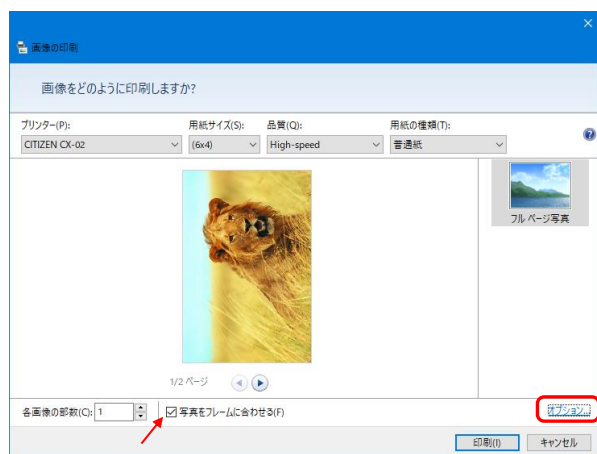 画像の印刷
画像をどのように印刷しますか?
プリンター(P):
用紙サイズ(S):
品質(Q):
用紙の種類(T):
CITIZEN CX-02
(6x4)
High-speed
普通紙
フル ページ写真
1/2 ページ
各画像の部数(C): 1
写真をフレームに合わせる(F)
オプション...
印刷(I)
キャンセル